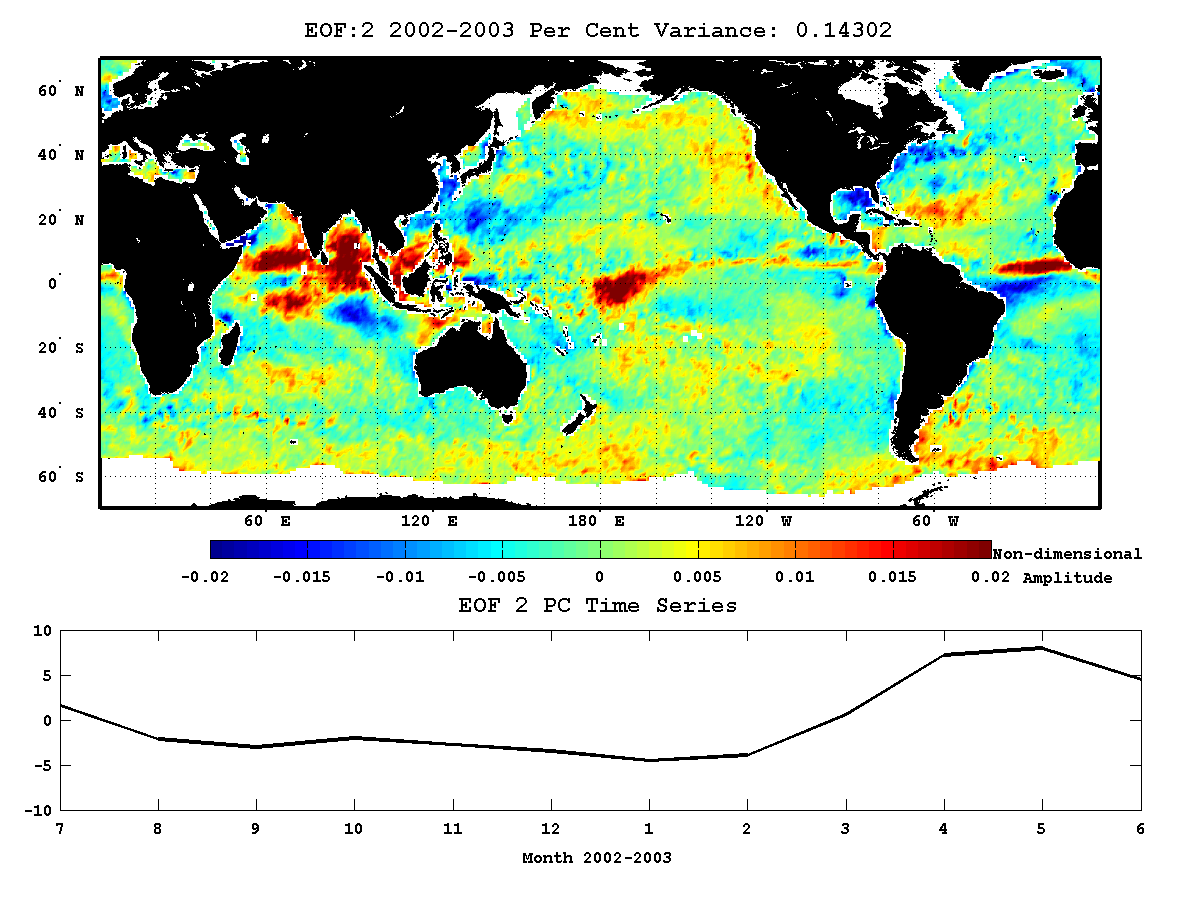 EOF:2 2002-2003 Per Cent Variance: 0.14302
60° N
40° N
20° N
0°
20° S
40° S
60° S
60 E 120 E 180 E 120 W 60 W
Non-dimensional
-0.02 -0.015 -0.01 -0.005 0 0.005 0.01 0.015 0.02 Amplitude
EOF 2 PC Time Series
10
5
0
-5
-10
7 8 9 10 11 12 1 2 3 4 5 6
Month 2002-2003